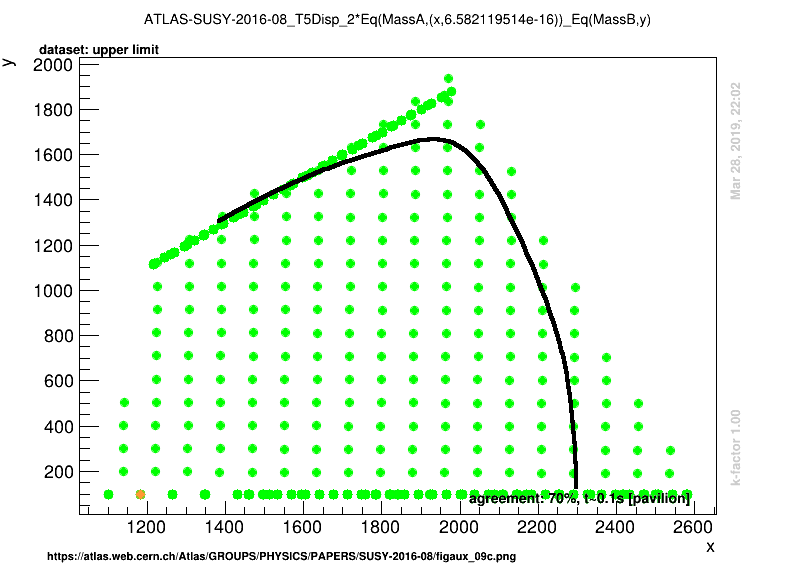 ATLAS-SUSY-2016-08_T5Disp_2*Eq(MassA,(x,6.582119514e-16))_Eq(MassB,y)
dataset: upper limit
y
2000
1800
1600
1400
1200
1000
800
600
400
200
Mar 28, 2019, 22:02
k-factor 1.00
agreement: 70%, t~0.1s [pavilion]
1200 1400 1600 1800 2000 2200 2400 2600
x
https://atlas.web.cern.ch/Atlas/GROUPS/PHYSICS/PAPERS/SUSY-2016-08/figaux_09c.png